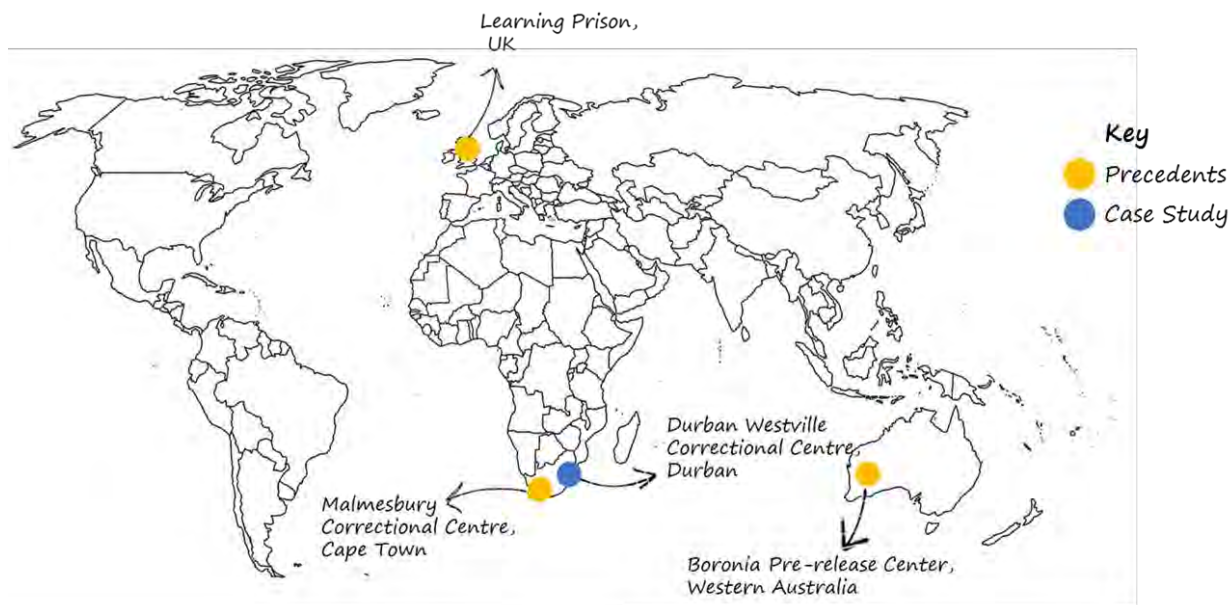 Learning Prison,
UK
Key
Precedents
Case Study
Durban Westville
Correctional Centre,
Durban
Malmesbury
Correctional Centre,
Cape Town
Boronia Pre-release Center,
Western Australia